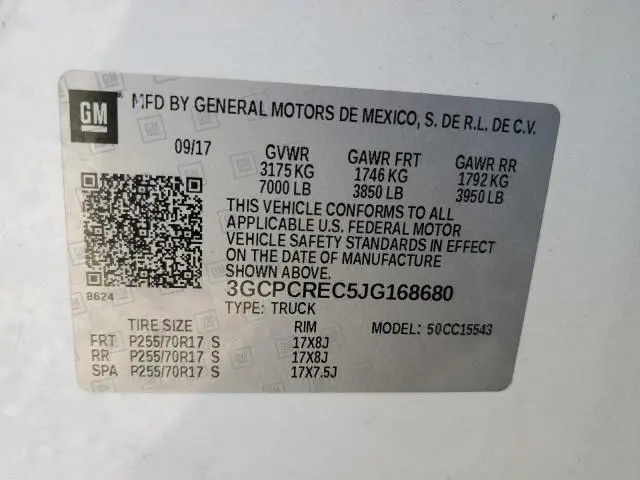 GM
MFD BY GENERAL MOTORS DE MEXICO, S. DE R.L. DE C.V.
09/17 GVWR GAWR FRT GAWR RR
3175 KG 1746 KG 1792 KG
7000 LB 3850 LB 3950 LB
THIS VEHICLE CONFORMS TO ALL
APPLICABLE U.S. FEDERAL MOTOR
VEHICLE SAFETY STANDARDS IN EFFECT
ON THE DATE OF MANUFACTURE
SHOWN ABOVE.
8624
3GCPCREC5JG168680
TYPE: TRUCK
TIRE SIZE RIM MODEL: 50CC15543
FRT P255/70R17 S 17X8J
RR P255/70R17 S 17X8J
SPA P255/70R17 S 17X7.5J